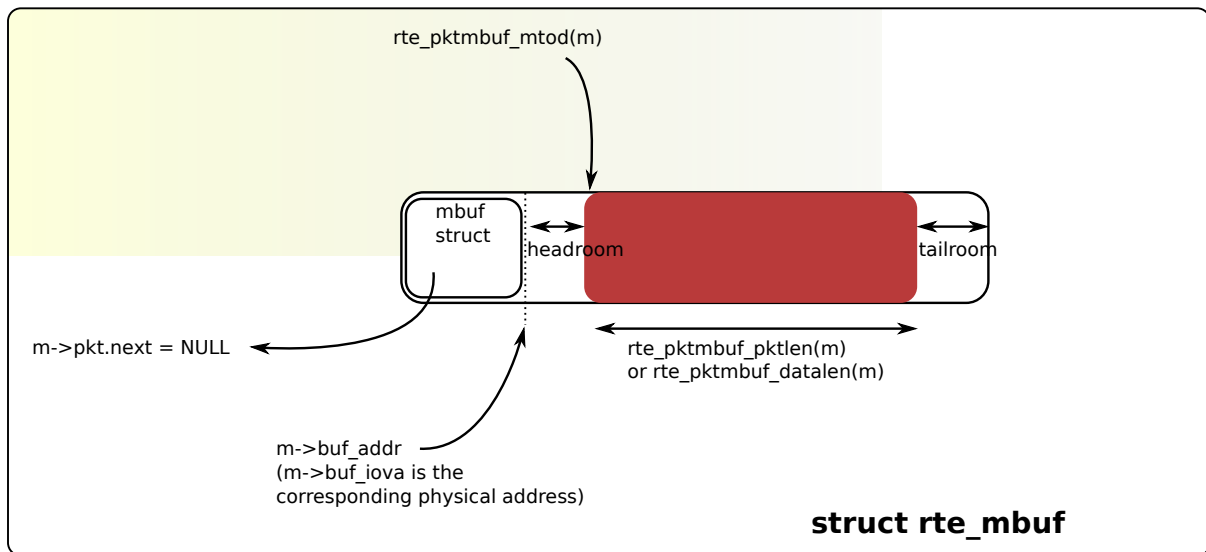 rte_pktmbuf_mtod(m)
mbuf
struct
headroom
tailroom
m->pkt.next = NULL
rte_pktmbuf_pktlen(m)
or rte_pktmbuf_datalen(m)
m->buf_addr
(m->buf_iova is the
corresponding physical address)
struct rte_mbuf